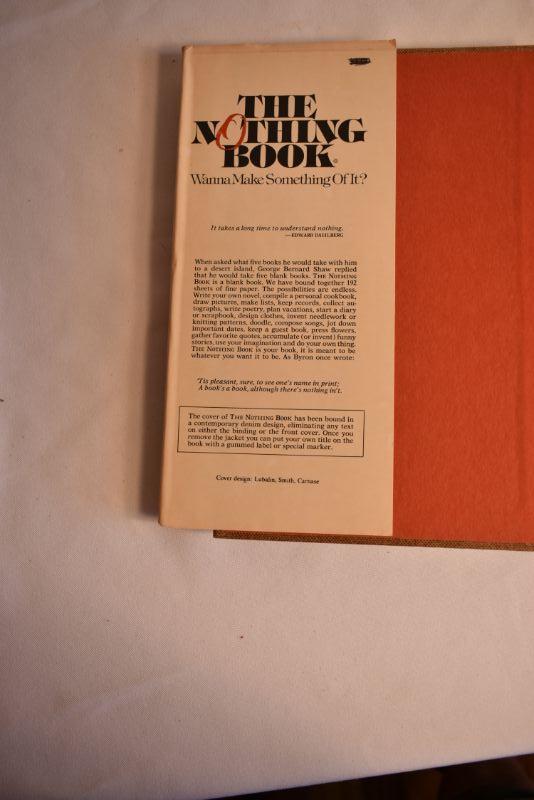 THE
NOTHING
BOOK®
Wanna Make Something Of It?
It takes a long time to understand nothing.
—EDWARD DAHLBERG
When asked what five books he would take with him
to a desert island, George Bernard Shaw replied
that he would take five blank books. THE NOTHING
BOOK is a blank book. We have bound together 192
sheets of fine paper. The possibilities are endless.
Write your own novel, compile a personal cookbook,
draw pictures, make lists, keep records, collect au-
tographs, write poetry, plan vacations, start a diary
or scrapbook, design clothes, invent needlework or
knitting patterns, doodle, compose songs, jot down
important dates, keep a guest book, press flowers,
gather favorite quotes, accumulate (or invent) funny
stories, use your imagination and do your own thing.
THE NOTHING BOOK is your book, it is meant to be
whatever you want it to be. As Byron once wrote:
'Tis pleasant, sure, to see one's name in print;
A book's a book, although there's nothing in't.
The cover of THE NOTHING BOOK has been bound in
a contemporary denim design, eliminating any text
on either the binding or the front cover. Once you
remove the jacket you can put your own title on the
book with a gummed label or special marker.
Cover design: Lubalin, Smith, Carnase